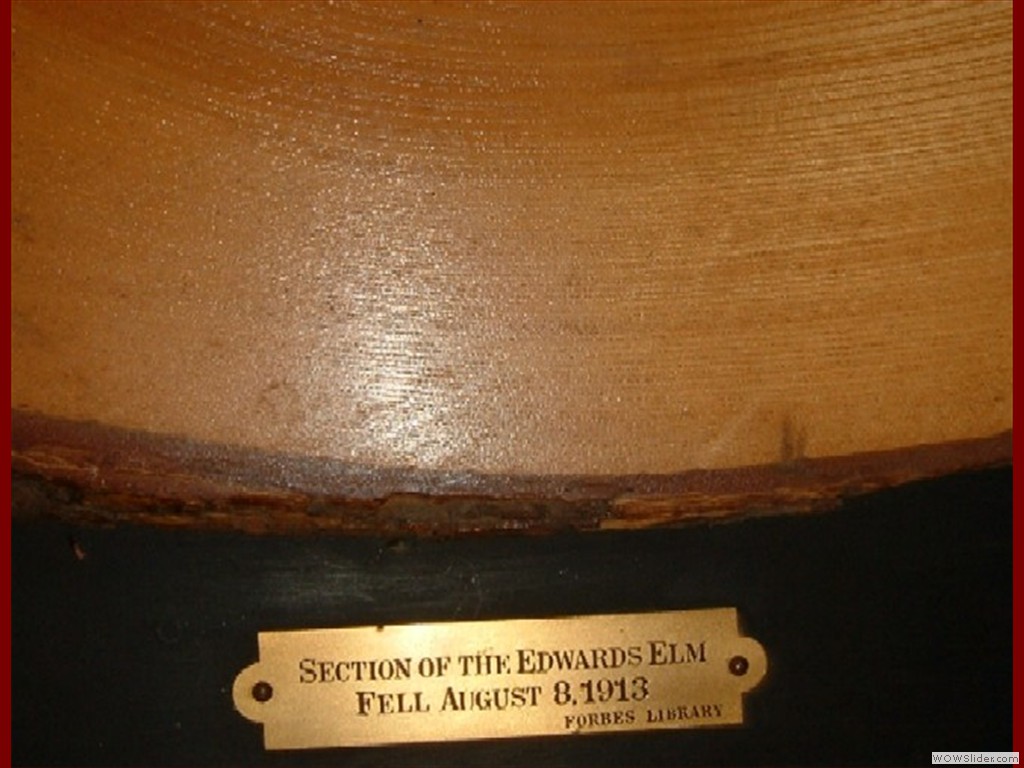 SECTION OF THE EDWARDS ELM
FELL AUGUST 8, 1913
FORBES LIBRARY
WOWSlider.com